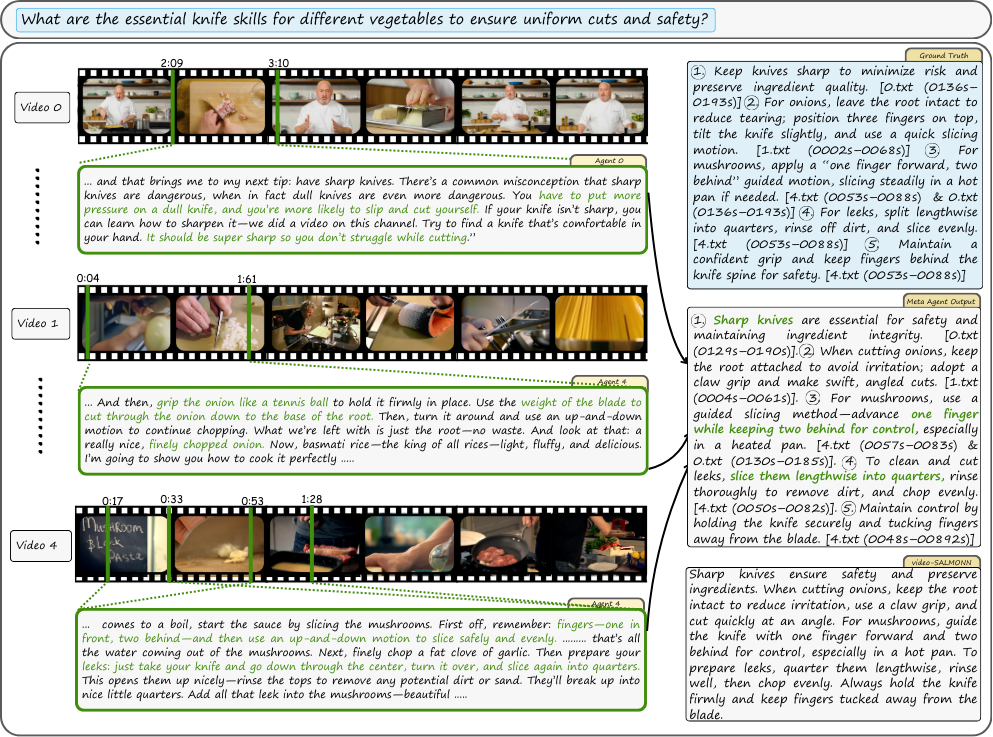 What are the essential knife skills for different vegetables to ensure uniform cuts and safety?
2:09
3:10
Video 0
Agent 0
... and that brings me to my next tip: have sharp knives. There's a common misconception that sharp
knives are dangerous, when in fact dull knives are even more dangerous. You have to put more
pressure on a dull knife, and you're more likely to slip and cut yourself. If your knife isn't sharp, you
can learn how to sharpen it—we did a video on this channel. Try to find a knife that's comfortable in
your hand. It should be super sharp so you don't struggle while cutting."
0:04
1:61
Video 1
Agent 4
... And then, grip the onion like a tennis ball to hold it firmly in place. Use the weight of the blade to
cut through the onion down to the base of the root. Then, turn it around and use an up-and-down
motion to continue chopping. What we're left with is just the root—no waste. And look at that: a
really nice, finely chopped onion. Now, basmati rice—the king of all rices—light, fluffy, and delicious.
I'm going to show you how to cook it perfectly .....
0:17
0:33
0:53
1:28
Video 4
MUSHROOM
& Leek
Pasta
Agent 4
... comes to a boil, start the sauce by slicing the mushrooms. First off, remember: fingers—one in
front, two behind—and then use an up-and-down motion to slice safely and evenly. ......... that's all
the water coming out of the mushrooms. Next, finely chop a fat clove of garlic. Then prepare your
leeks: just take your knife and go down through the center, turn it over, and slice again into quarters.
This opens them up nicely—rinse the tops to remove any potential dirt or sand. They'll break up into
nice little quarters. Add all that leek into the mushrooms—beautiful .....
Ground Truth
1. Keep knives sharp to minimize risk and
preserve ingredient quality. [0.txt (0136s–
0193s)] 2. For onions, leave the root intact to
reduce tearing; position three fingers on top,
tilt the knife slightly, and use a quick slicing
motion. [1.txt (0002s–0068s)] 3. For
mushrooms, apply a "one finger forward, two
behind" guided motion, slicing steadily in a hot
pan if needed. [4.txt (0053s–0088s) & 0.txt
(0136s–0193s)] 4. For leeks, split lengthwise
into quarters, rinse off dirt, and slice evenly.
[4.txt (0053s–0088s)] 5. Maintain a
confident grip and keep fingers behind the
knife spine for safety. [4.txt (0053s–0088s)]
Meta Agent Output
1. Sharp knives are essential for safety and
maintaining ingredient integrity. [0.txt
(0129s–0190s)]. 2. When cutting onions, keep
the root attached to avoid irritation; adopt a
claw grip and make swift, angled cuts. [1.txt
(0004s–0061s)]. 3. For mushrooms, use a
guided slicing method—advance one finger
while keeping two behind for control, especially
in a heated pan. [4.txt (0057s–0083s) &
0.txt (0130s–0185s)]. 4. To clean and cut
leeks, slice them lengthwise into quarters, rinse
thoroughly to remove dirt, and chop evenly.
[4.txt (0050s–0082s)]. 5. Maintain control by
holding the knife securely and tucking fingers
away from the blade. [4.txt (0048s–00892s)]
video-SALMONN
Sharp knives ensure safety and preserve
ingredients. When cutting onions, keep the root
intact to reduce irritation, use a claw grip, and
cut quickly at an angle. For mushrooms, guide
the knife with one finger forward and two
behind for control, especially in a hot pan. To
prepare leeks, quarter them lengthwise, rinse
well, then chop evenly. Always hold the knife
firmly and keep fingers tucked away from the
blade.